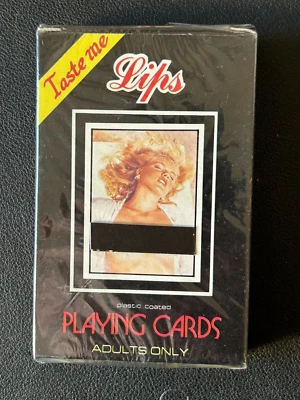 Taste me
Lips
plastic coated
PLAYING CARDS
ADULTS ONLY